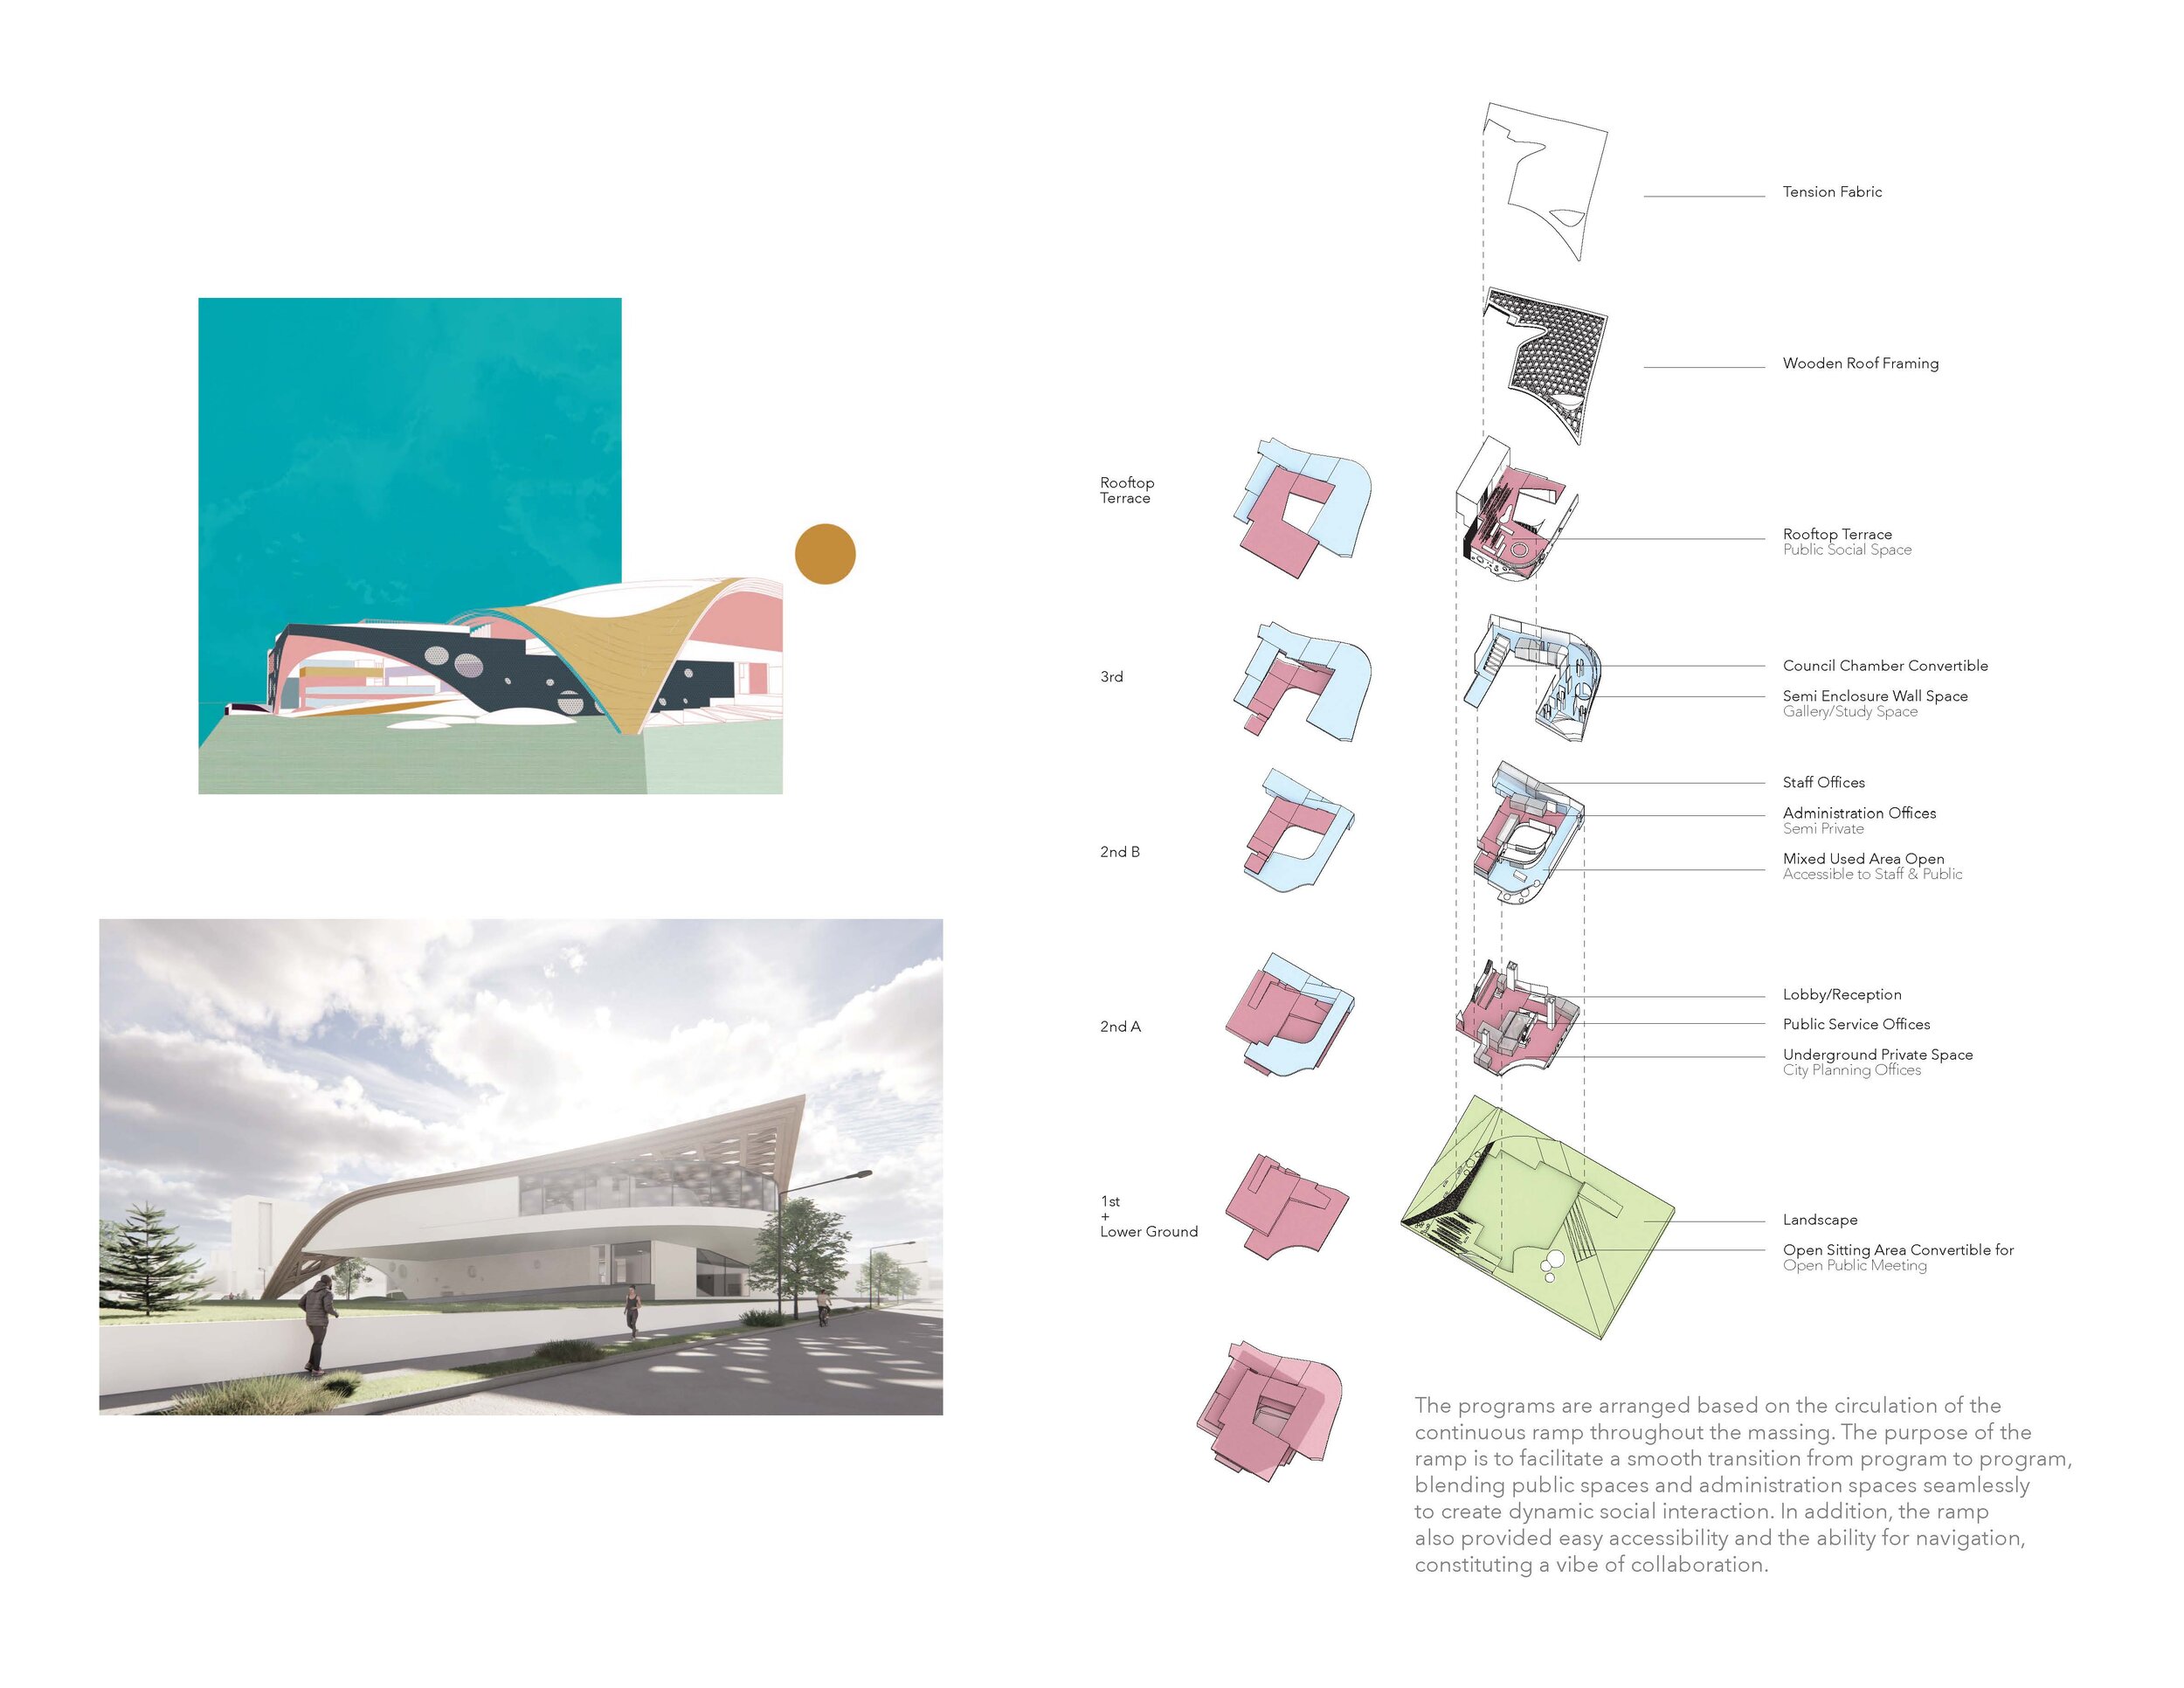 Tension Fabric
Wooden Roof Framing
Rooftop
Terrace
Rooftop Terrace
Public Social Space
3rd
Council Chamber Convertible
Semi Enclosure Wall Space
Gallery/Study Space
2nd B
Staff Offices
Administration Offices
Semi Private
Mixed Used Area Open
Accessible to Staff & Public
2nd A
Lobby/Reception
Public Service Offices
Underground Private Space
City Planning Offices
1st
+
Lower Ground
Landscape
Open Sitting Area Convertible for
Open Public Meeting
The programs are arranged based on the circulation of the
continuous ramp throughout the massing. The purpose of the
ramp is to facilitate a smooth transition from program to program,
blending public spaces and administration spaces seamlessly
to create dynamic social interaction. In addition, the ramp
also provided easy accessibility and the ability for navigation,
constituting a vibe of collaboration.